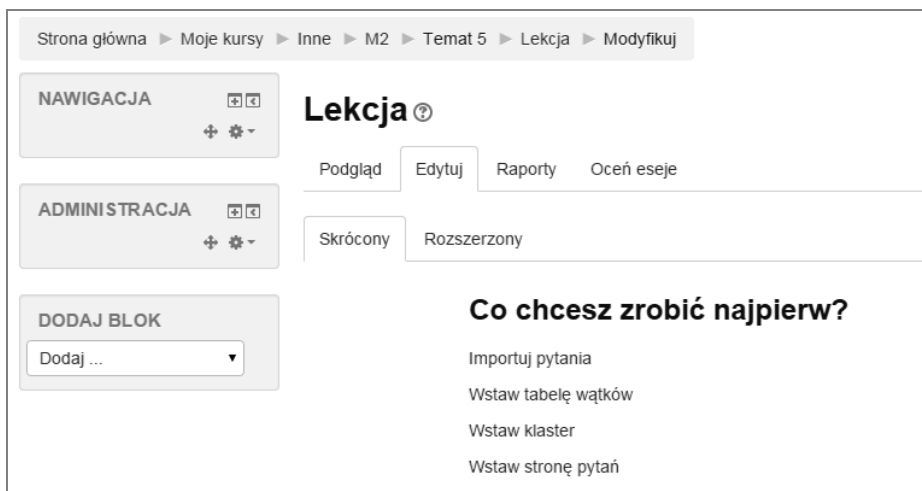 Strona główna ▶ Moje kursy ▶ Inne ▶ M2 ▶ Temat 5 ▶ Lekcja ▶ Modyfikuj
NAWIGACJA
Lekcja
Podgląd Edytuj Raporty Oceń eseje
ADMINISTRACJA
Skrócony Rozszerzony
Co chcesz zrobić najpierw?
DODAJ BLOK
Dodaj ...
Importuj pytania
Wstaw tabelę wątków
Wstaw klaster
Wstaw stronę pytań